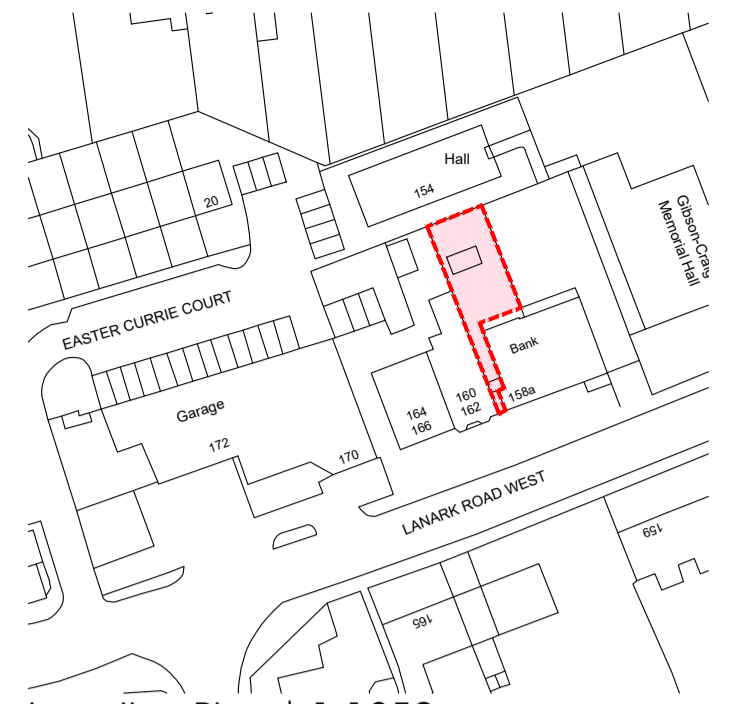 Hall
154
20
Gibson-Craig
Memorial Hall
EASTER CURRIE COURT
Bank
160
162
158a
164
166
Garage
172
170
LANARK ROAD WEST
159
165